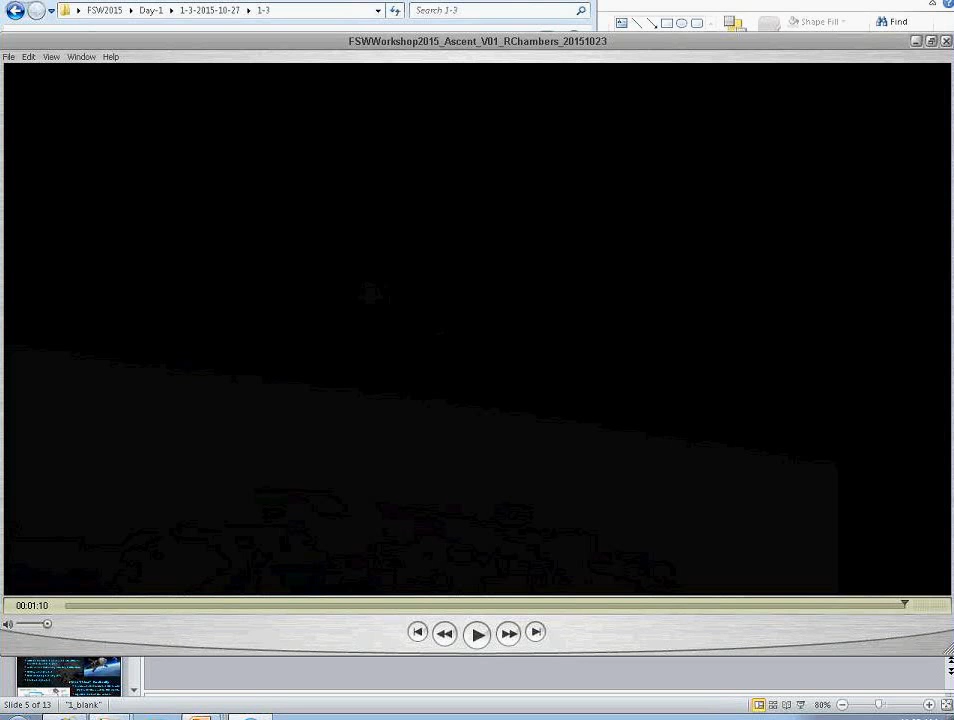 FSW2015 Day-1 1-3-2015-10-27 1-3 Search 1-3
Shape Fill Find
FSWWorkshop2015_Ascent_V01_RChambers_20151023
File Edit View Window Help
00:01:10
Slide 5 of 13 "1_blank" 80%